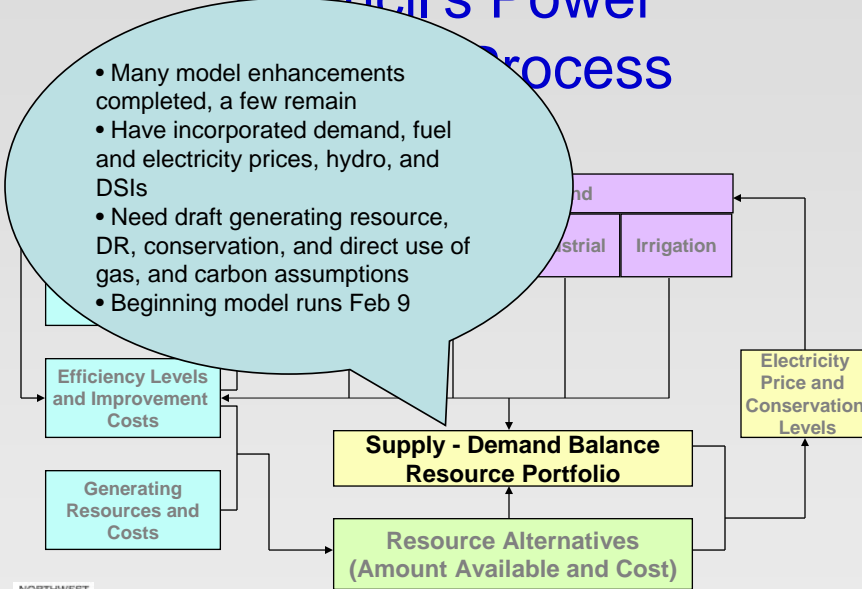 Power
Process
• Many model enhancements
completed, a few remain
• Have incorporated demand, fuel
and electricity prices, hydro, and
DSIs
• Need draft generating resource,
DR, conservation, and direct use of
gas, and carbon assumptions
• Beginning model runs Feb 9
Irrigation
Efficiency Levels
and Improvement
Costs
Electricity
Price and
Conservation
Levels
Supply - Demand Balance
Resource Portfolio
Generating
Resources and
Costs
Resource Alternatives
(Amount Available and Cost)
NORTHWEST